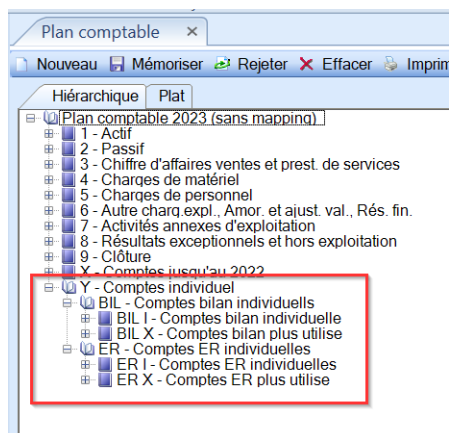 Plan comptable ×
Nouveau Mémoriser Rejeter Effacer Imprim
Hiérarchique Plat
Plan comptable 2023 (sans mapping)
1 - Actif
2 - Passif
3 - Chiffre d'affaires ventes et prest. de services
4 - Charges de matériel
5 - Charges de personnel
6 - Autre charg.expl., Amor. et ajust. val., Rés. fin.
7 - Activités annexes d'exploitation
8 - Résultats exceptionnels et hors exploitation
9 - Clôture
X - Comptes jusqu'au 2022
Y - Comptes individuel
BIL - Comptes bilan individuells
BIL I - Comptes bilan individuelle
BIL X - Comptes bilan plus utilise
ER - Comptes ER individuelles
ER I - Comptes ER individuelles
ER X - Comptes ER plus utilise